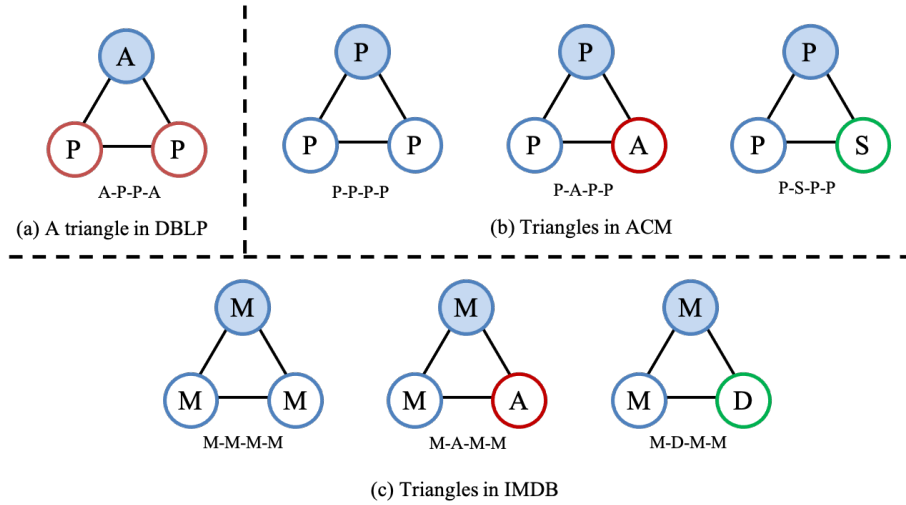 A
P P
A-P-P-A
(a) A triangle in DBLP
P P P
P P P A P S
P-P-P-P P-A-P-P P-S-P-P
(b) Triangles in ACM
M M M
M M M A M D
M-M-M-M M-A-M-M M-D-M-M
(c) Triangles in IMDB